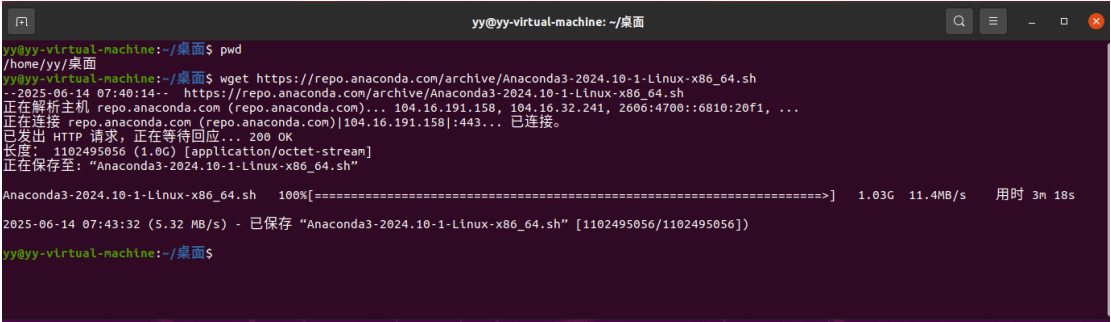 yy@yy-virtual-machine: ~/桌面
yy@yy-virtual-machine:~/桌面$ pwd
/home/yy/桌面
yy@yy-virtual-machine:~/桌面$ wget https://repo.anaconda.com/archive/Anaconda3-2024.10-1-Linux-x86_64.sh
--2025-06-14 07:40:14--  https://repo.anaconda.com/archive/Anaconda3-2024.10-1-Linux-x86_64.sh
正在解析主机 repo.anaconda.com (repo.anaconda.com)... 104.16.191.158, 104.16.32.241, 2606:4700::6810:20f1, ...
正在连接 repo.anaconda.com (repo.anaconda.com)|104.16.191.158|:443... 已连接。
已发出 HTTP 请求，正在等待回应... 200 OK
长度： 1102495056 (1.0G) [application/octet-stream]
正在保存至: “Anaconda3-2024.10-1-Linux-x86_64.sh”
Anaconda3-2024.10-1-Linux-x86_64.sh   100%[======================================================================>]   1.03G  11.4MB/s    用时 3m 18s
2025-06-14 07:43:32 (5.32 MB/s) - 已保存 “Anaconda3-2024.10-1-Linux-x86_64.sh” [1102495056/1102495056])
yy@yy-virtual-machine:~/桌面$